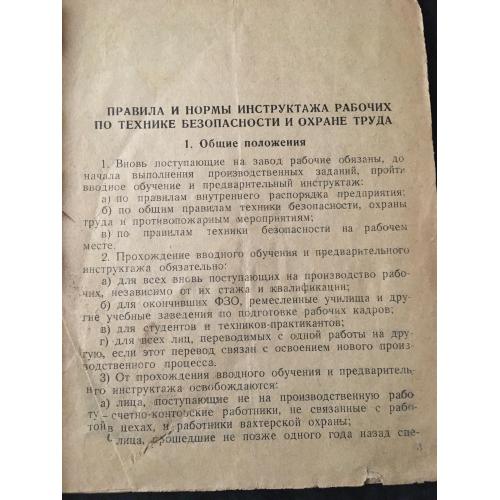 ПРАВИЛА И НОРМЫ ИНСТРУКТАЖА РАБОЧИХ
ПО ТЕХНИКЕ БЕЗОПАСНОСТИ И ОХРАНЕ ТРУДА
1. Общие положения
1. Вновь поступающие на завод рабочие обязаны, до
начала выполнения производственных заданий, пройти
вводное обучение и предварительный инструктаж:
а) по правилам внутреннего распорядка предприятия;
б) по общим правилам техники безопасности, охраны
труда и противопожарным мероприятиям;
в) по правилам техники безопасности на рабочем
месте.
2. Прохождение вводного обучения и предварительного
инструктажа обязательно:
а) для всех вновь поступающих на производство рабо-
чих, независимо от их стажа и квалификации;
б) для окончивших ФЗО, ремесленные училища и дру-
гие учебные заведения по подготовке рабочих кадров;
в) для студентов и техников-практикантов;
г) для всех лиц, переводимых с одной работы на дру-
гую, если этот перевод связан с освоением нового произ-
водственного процесса.
3) От прохождения вводного обучения и предваритель-
го инструктажа освобождаются:
а) лица, поступающие не на производственную рабо
ту — счетно-конторские работники, не связанные с рабо-
той в цехах, и работники вахтерской охраны;
лица, прошедшие не позже одного года назад спе-